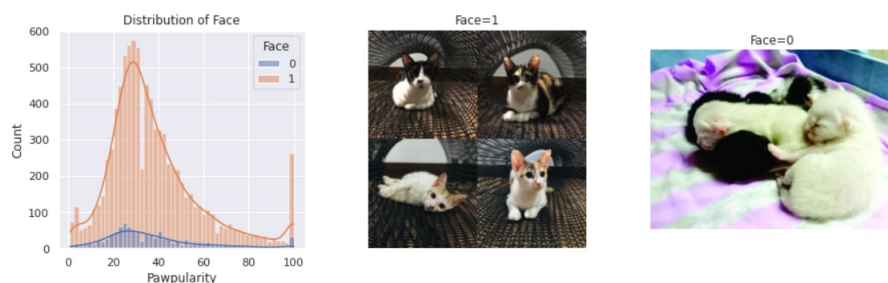 Distribution of Face
600
500
400
300
200
100
0
Count
0 20 40 60 80 100
Pawpularity
Face
0
1
Face=1
Face=0